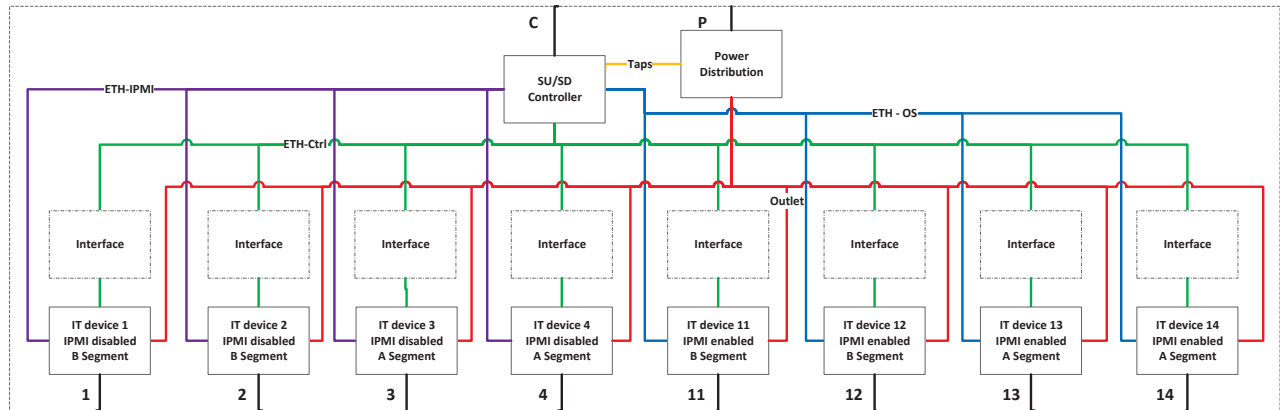 C
P
Power
Distribution
Taps
SU/SD
Controller
ETH-IPMI
ETH - OS
ETH-Ctrl
Outlet
Interface
Interface
Interface
Interface
Interface
Interface
Interface
Interface
IT device 1
IPMI disabled
B Segment
IT device 2
IPMI disabled
B Segment
IT device 3
IPMI disabled
A Segment
IT device 4
IPMI disabled
A Segment
IT device 11
IPMI enabled
B Segment
IT device 12
IPMI enabled
B Segment
IT device 13
IPMI enabled
A Segment
IT device 14
IPMI enabled
A Segment
1
2
3
4
11
12
13
14